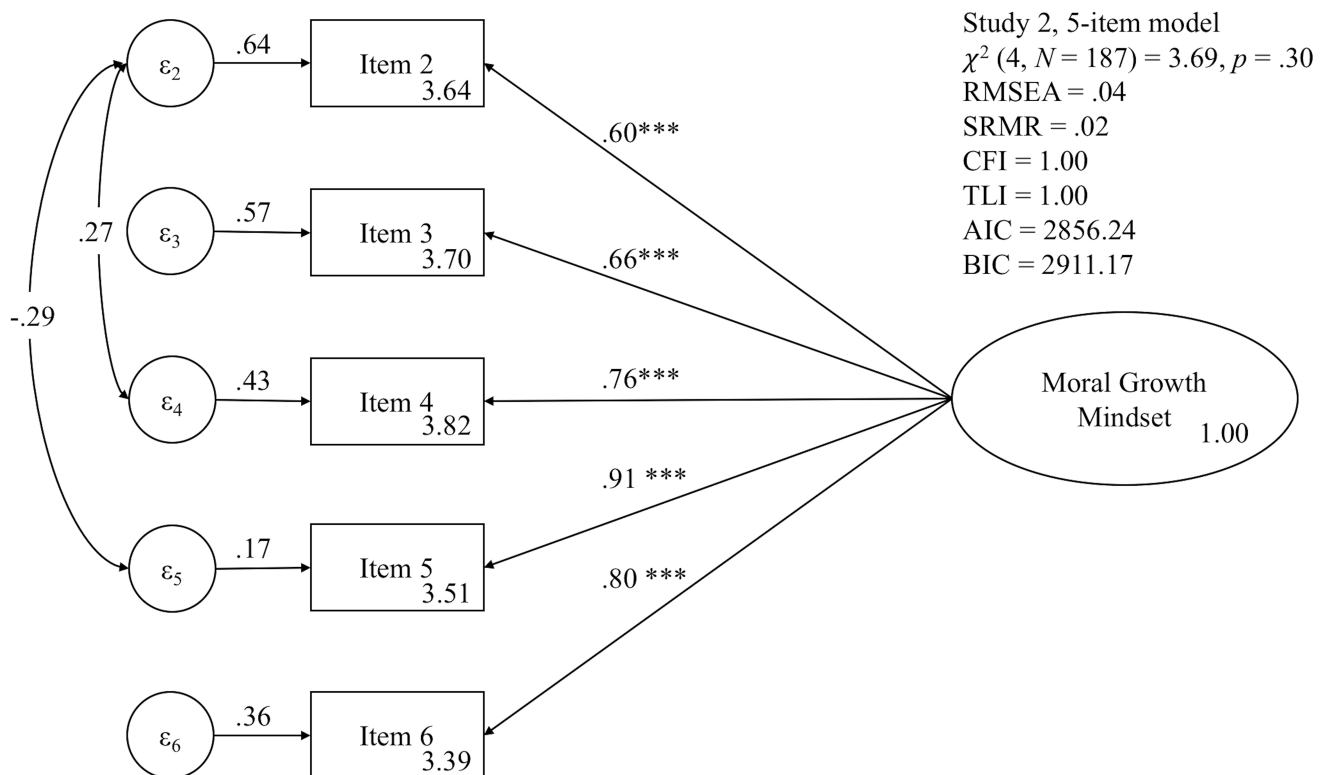 Study 2, 5-item model
χ² (4, N = 187) = 3.69, p = .30
RMSEA = .04
SRMR = .02
CFI = 1.00
TLI = 1.00
AIC = 2856.24
BIC = 2911.17
ε₂
.64
Item 2
3.64
.60***
ε₃
.57
Item 3
3.70
.66***
.27
-.29
ε₄
.43
Item 4
3.82
.76***
Moral Growth
Mindset
1.00
ε₅
.17
Item 5
3.51
.91 ***
ε₆
.36
Item 6
3.39
.80 ***